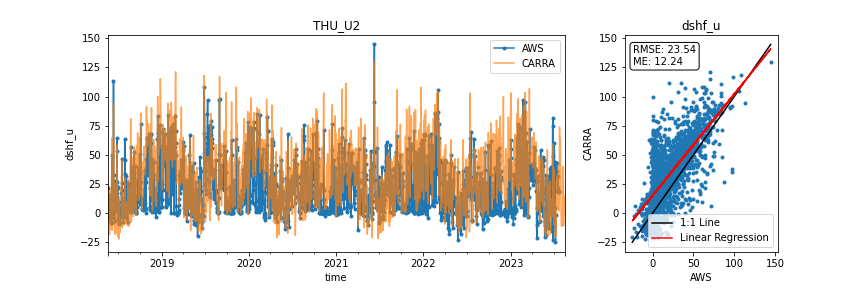 THU_U2
dshf_u
150
125
100
75
50
25
0
−25
dshf_u
AWS
CARRA
2019
2020
2021
2022
2023
time
150
125
100
75
50
25
0
−25
CARRA
RMSE: 23.54
ME: 12.24
1:1 Line
Linear Regression
0
50
100
150
AWS